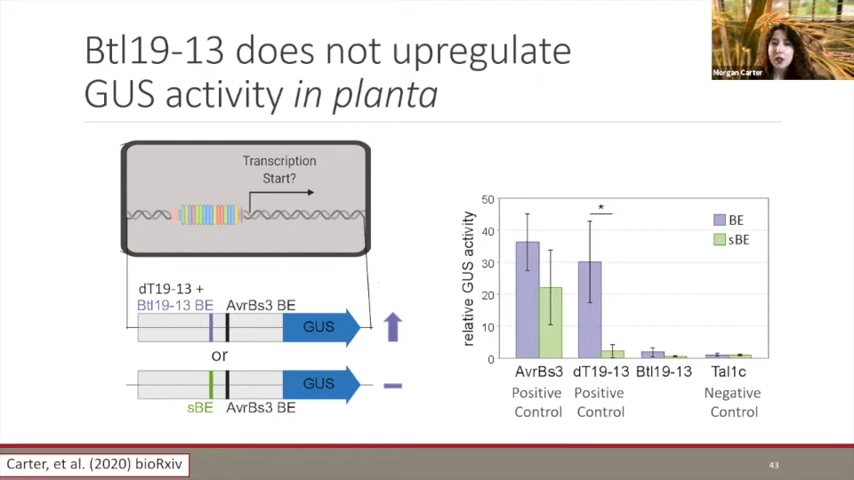 Btl19-13 does not upregulate
GUS activity in planta
Morgan Carter
Transcription
Start?
dT19-13 +
Btl19-13 BE
AvrBs3 BE
GUS
or
GUS
sBE
AvrBs3 BE
relative GUS activity
50
40
30
20
10
0
*
BE
sBE
AvrBs3
dT19-13
Btl19-13
Tal1c
Positive
Control
Positive
Control
Negative
Control
Carter, et al. (2020) bioRxiv
43